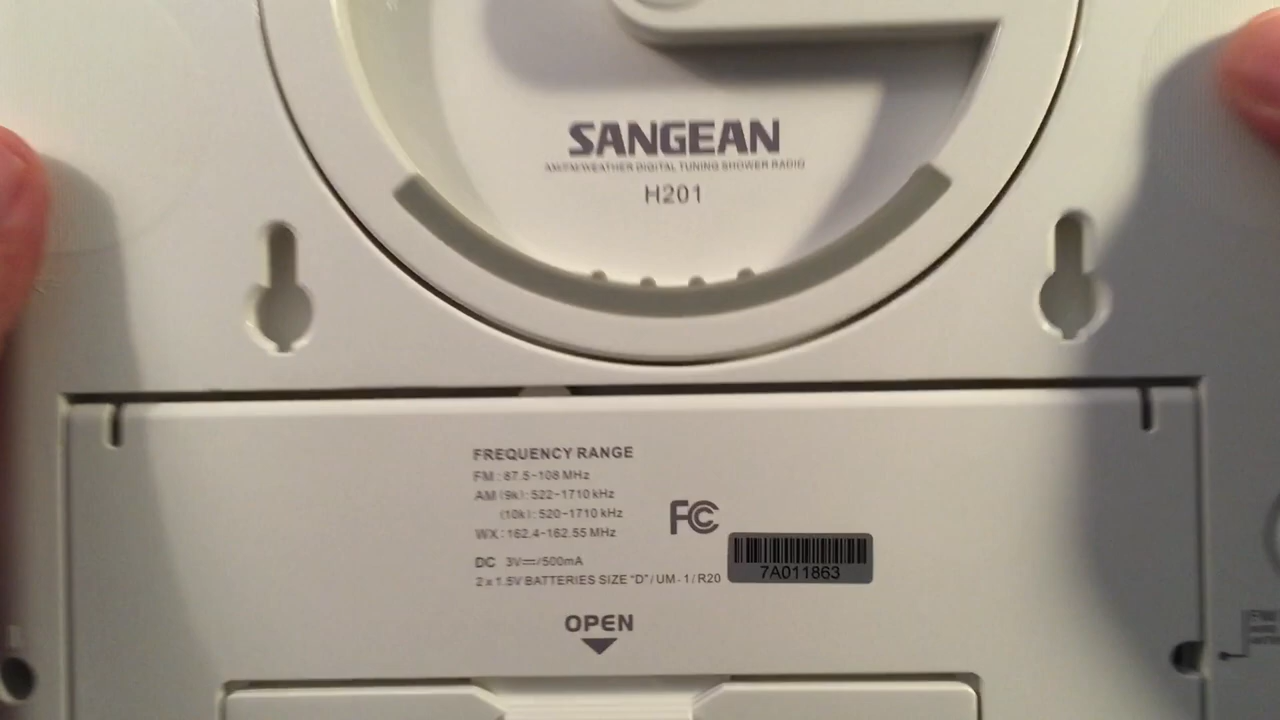 SANGEAN
AM/FM/WEATHER DIGITAL TUNING SHOWER RADIO
H201
FREQUENCY RANGE
FM : 87.5-108 MHz
AM (9k) : 522-1710 kHz
(10k) : 520-1710 kHz
WX : 162.4-162.55 MHz
FC
DC 3V⎓/500mA
7A011863
2 x 1.5V BATTERIES SIZE "D" / UM - 1 / R20
OPEN